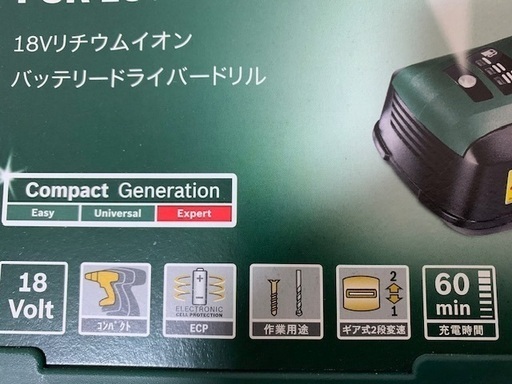 18Vリチウムイオン
バッテリードライバードリル
Compact Generation
Easy Universal Expert
18 Volt
コンパクト
ELECTRONIC CELL PROTECTION
ECP
作業用途
2
1
ギア式2段変速
60 min
充電時間